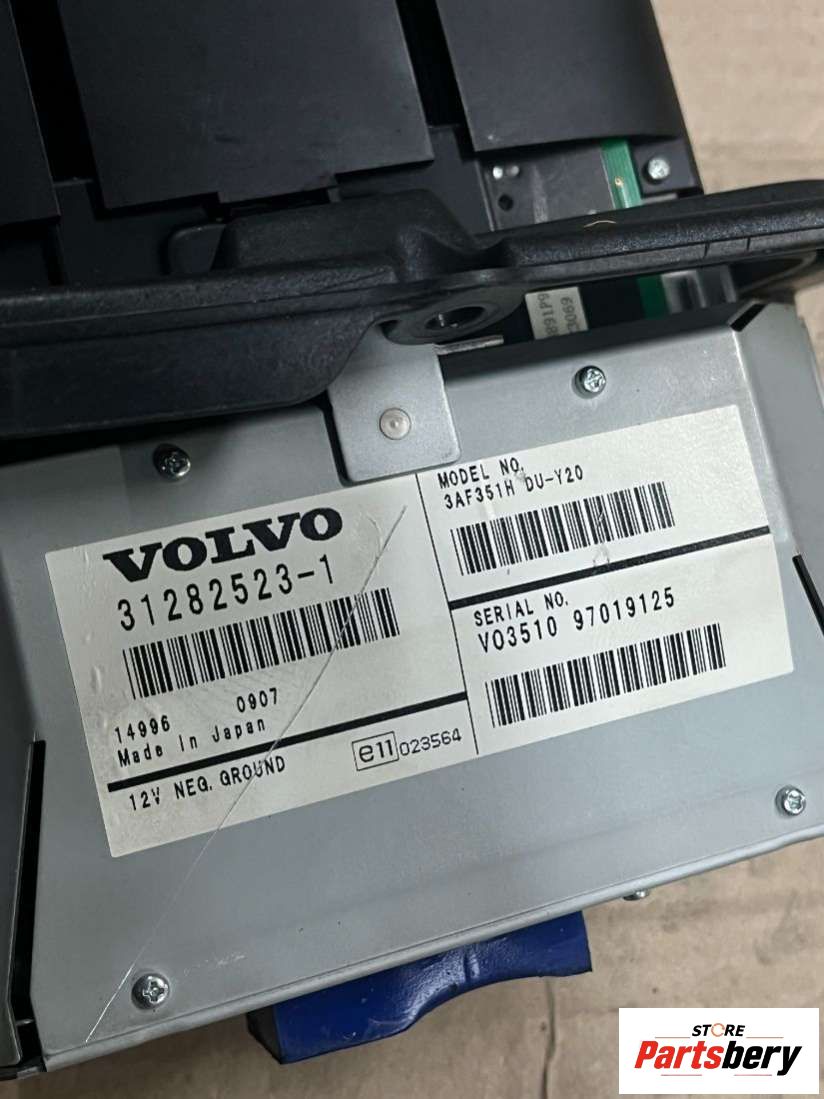 VOLVO
31282523-1
14996 0907
Made In Japan
12V NEG. GROUND
e11 023564
MODEL NO.
3AF351H DU-Y20
SERIAL NO.
VO3510 97019125
STORE
Partsbery